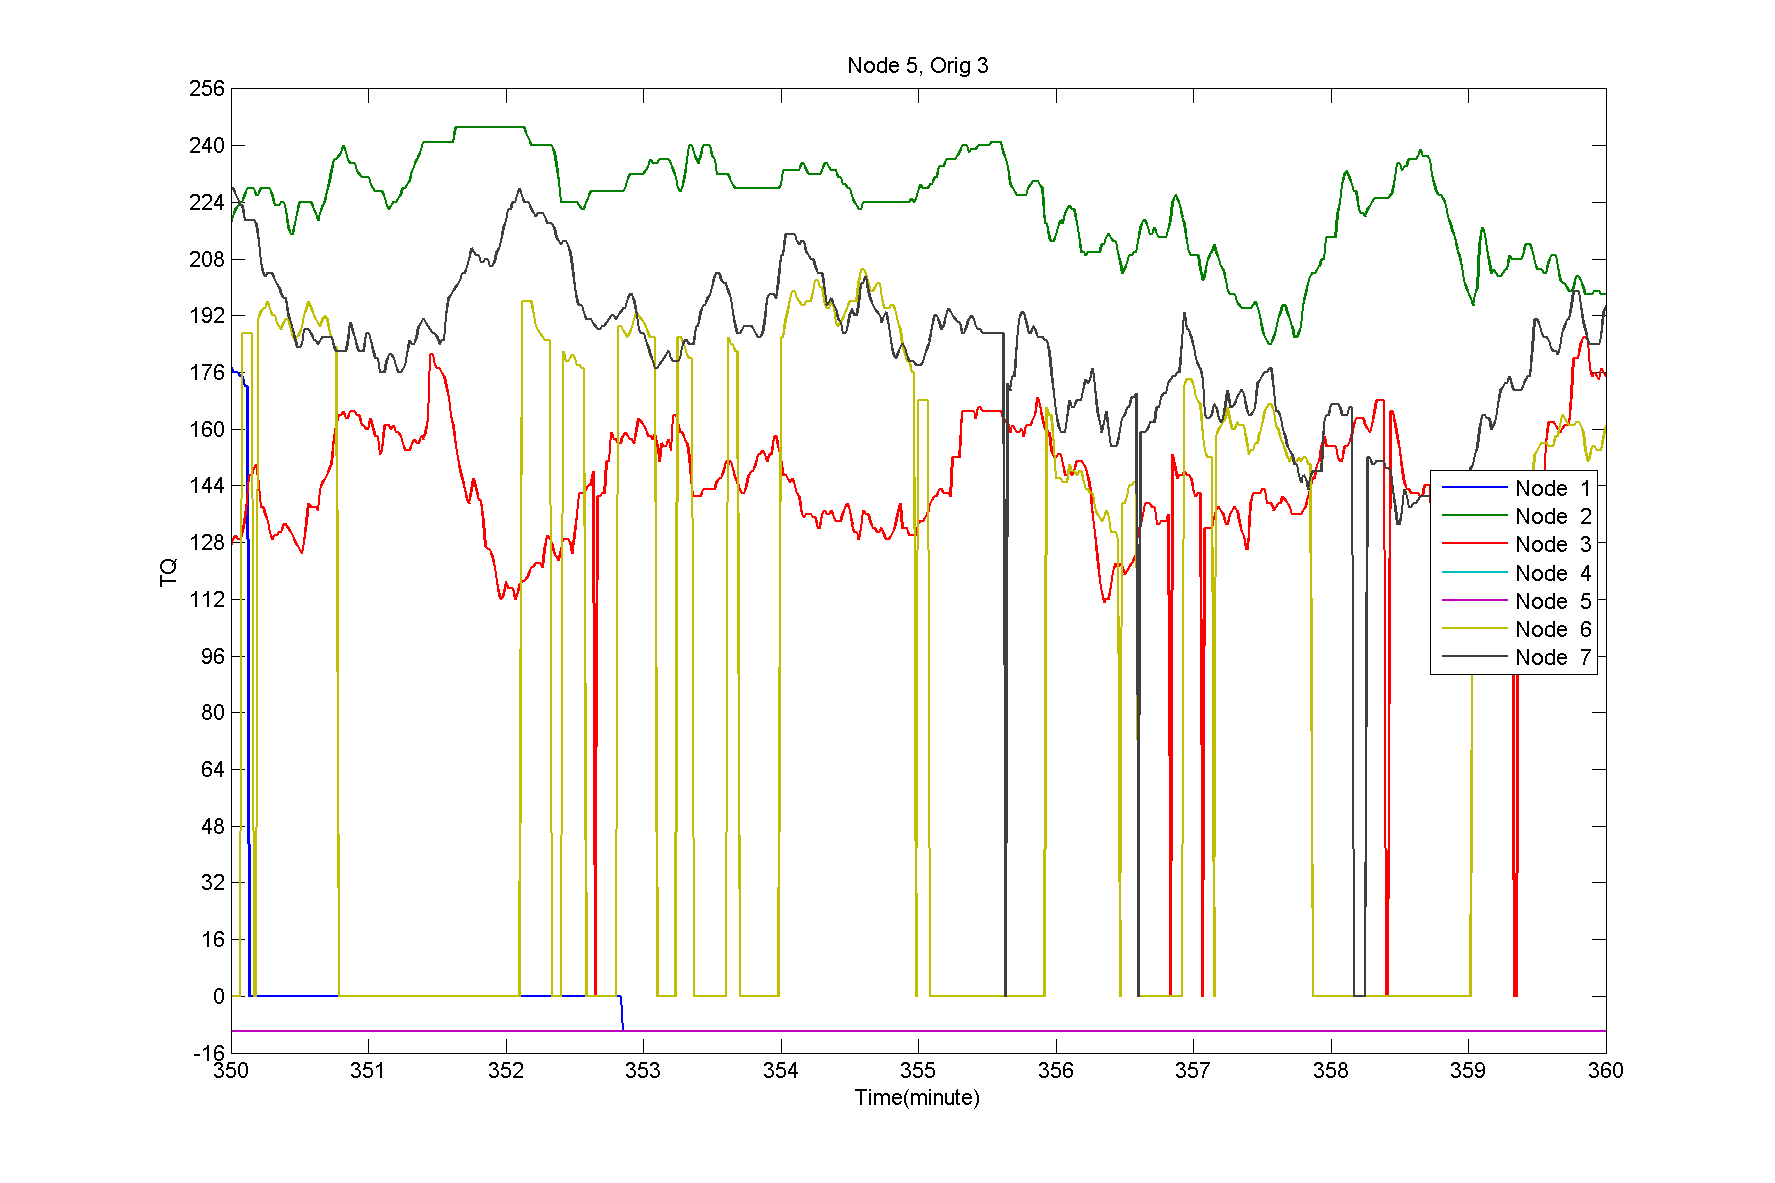 Node 5, Orig 3
256
240
224
208
192
176
160
144
128
112
96
80
64
48
32
16
0
-16
TQ
350 351 352 353 354 355 356 357 358 359 360
Time(minute)
Node 1
Node 2
Node 3
Node 4
Node 5
Node 6
Node 7